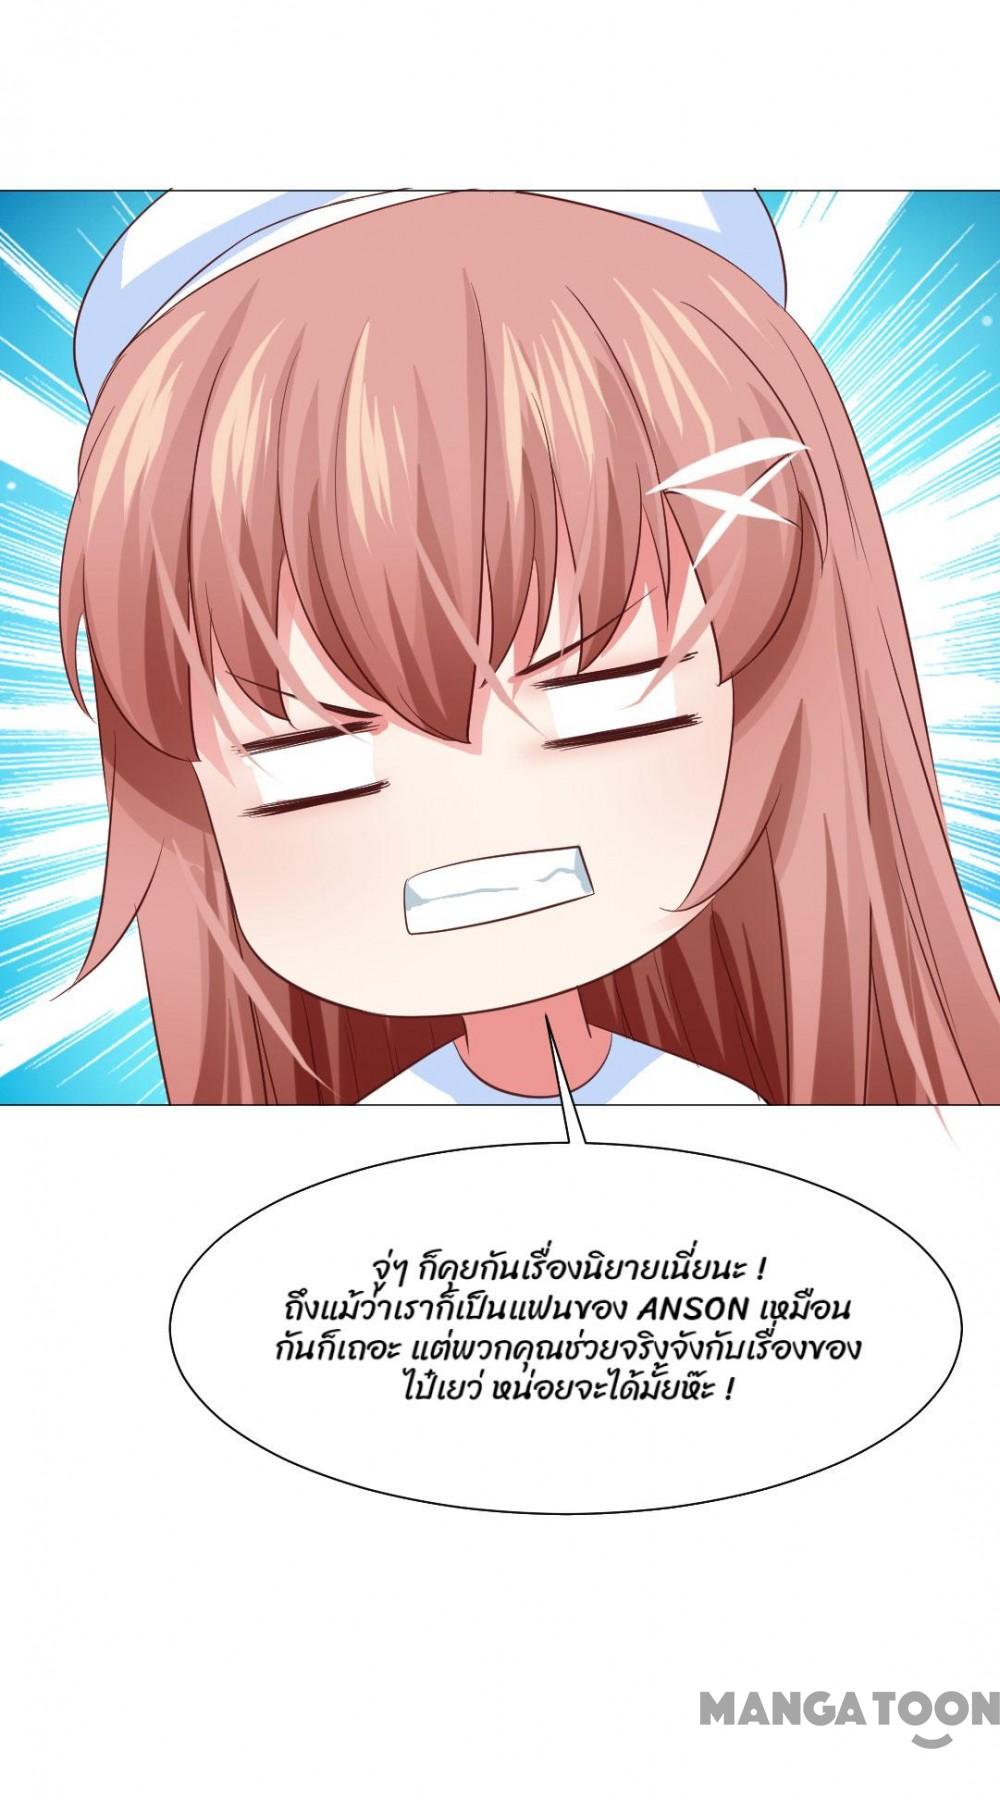 จู่ๆ ก็คุยกันเรื่องนิยายเนี่ยนะ !
ถึงแม้ว่าเราก็เป็นแฟนของ ANSON เหมือน
กันก็เถอะ แต่พวกคุณช่วยจริงจังกับเรื่องของ
ไป๋เยว่ หน่อยจะได้มั้ยห๊ะ !
MANGATOON